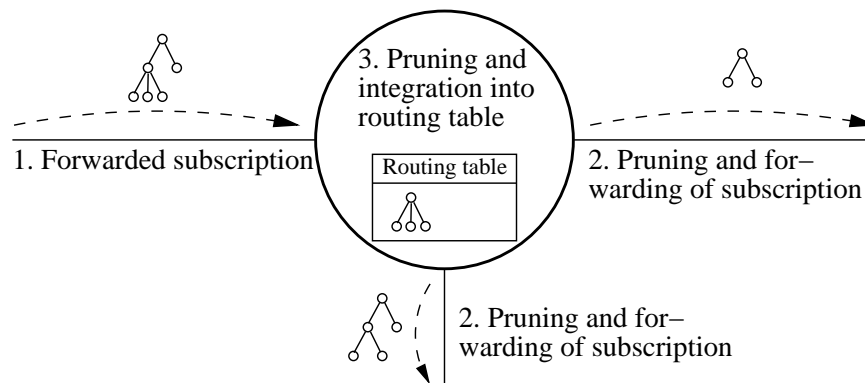 3. Pruning and
integration into
routing table
1. Forwarded subscription
Routing table
2. Pruning and for–
warding of subscription
2. Pruning and for–
warding of subscription